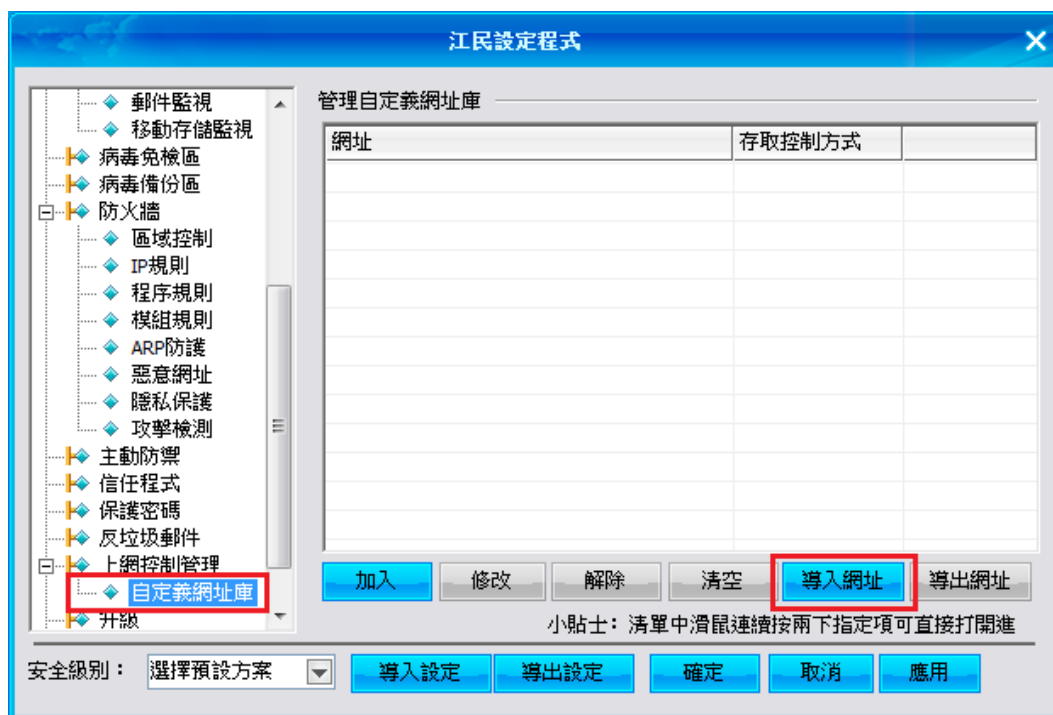 江民設定程式
郵件監視
移動存儲監視
病毒免檢區
病毒備份區
防火牆
區域控制
IP規則
程序規則
模組規則
ARP防護
惡意網址
隱私保護
攻擊檢測
主動防禦
信任程式
保護密碼
反垃圾郵件
上網控制管理
自定義網址庫
升級
管理自定義網址庫
網址 存取控制方式
加入 修改 解除 清空 導入網址 導出網址
小貼士：清單中滑鼠連續按兩下指定項可直接打開進
安全級別： 選擇預設方案 導入設定 導出設定 確定 取消 應用